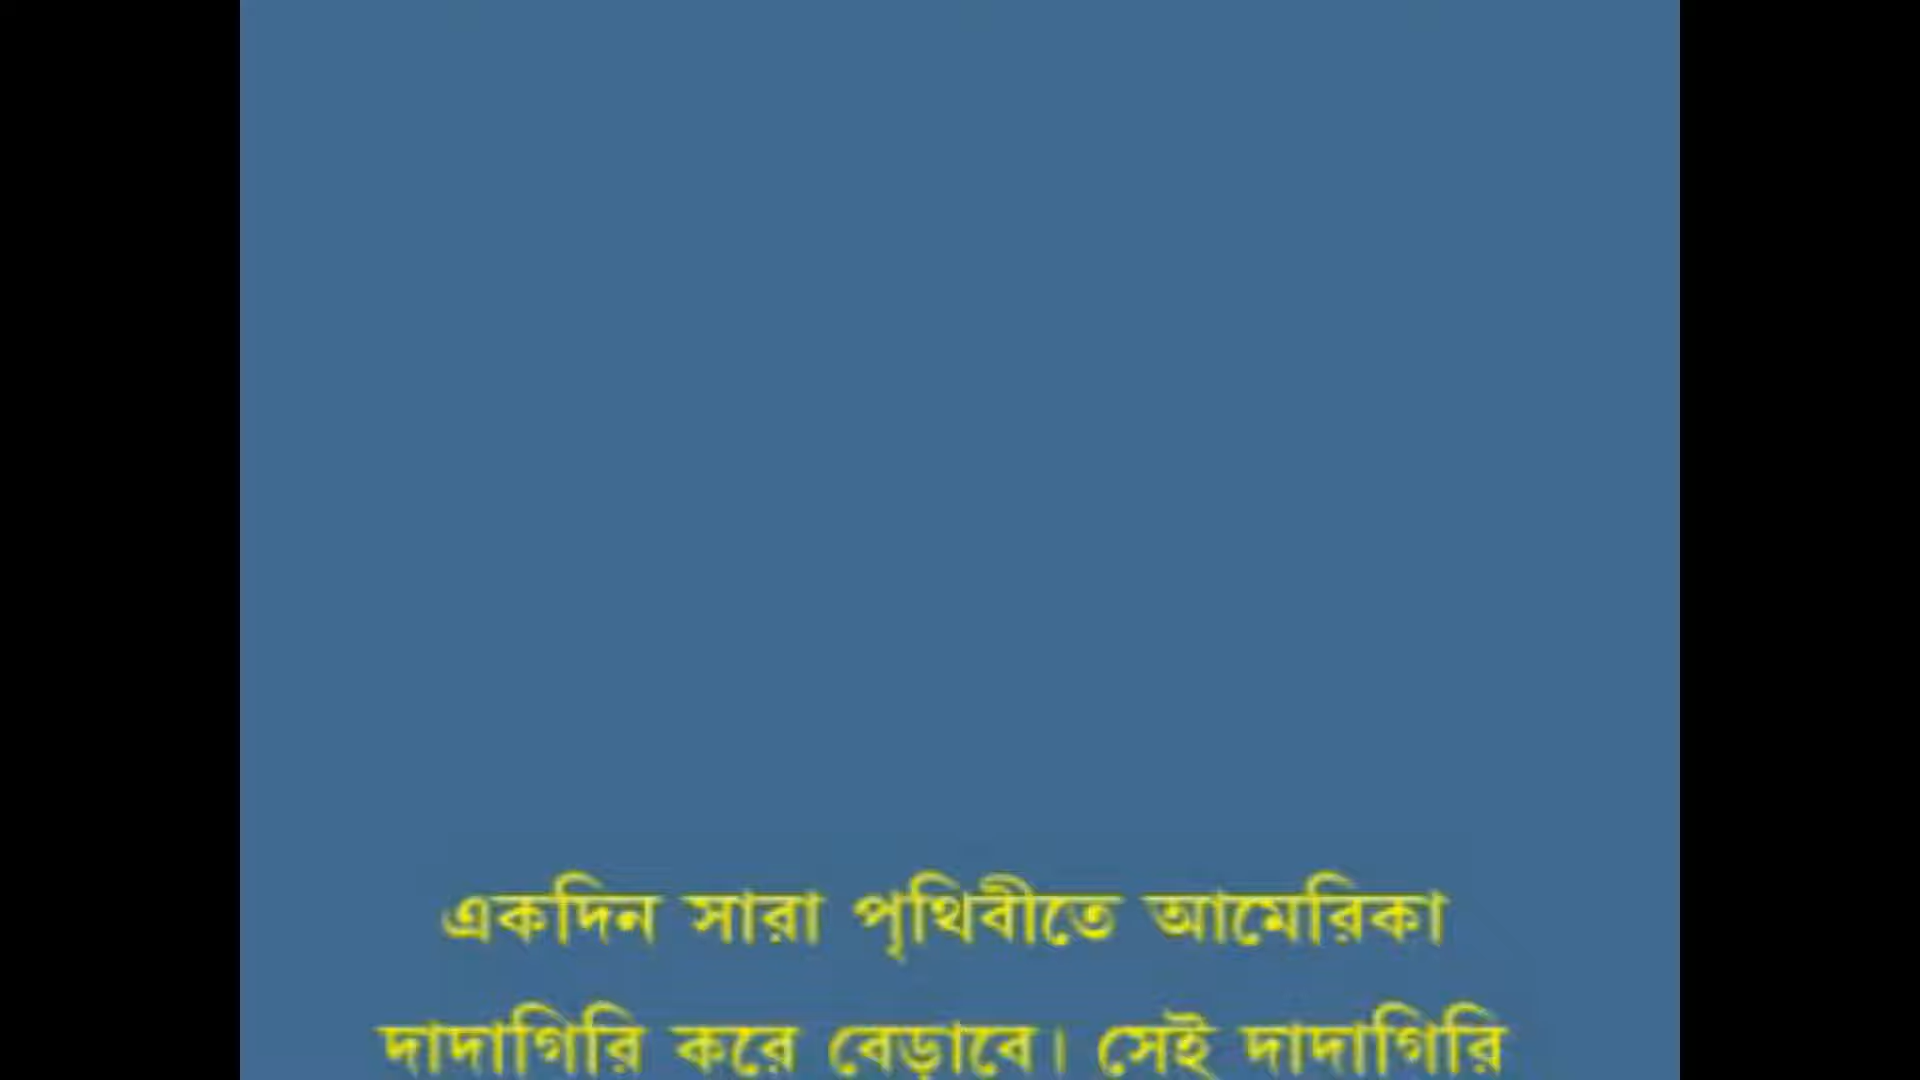 একদিন সারা পৃথিবীতে আমেরিকা
দাদাগিরি করে বেড়াবে। সেই দাদাগিরি